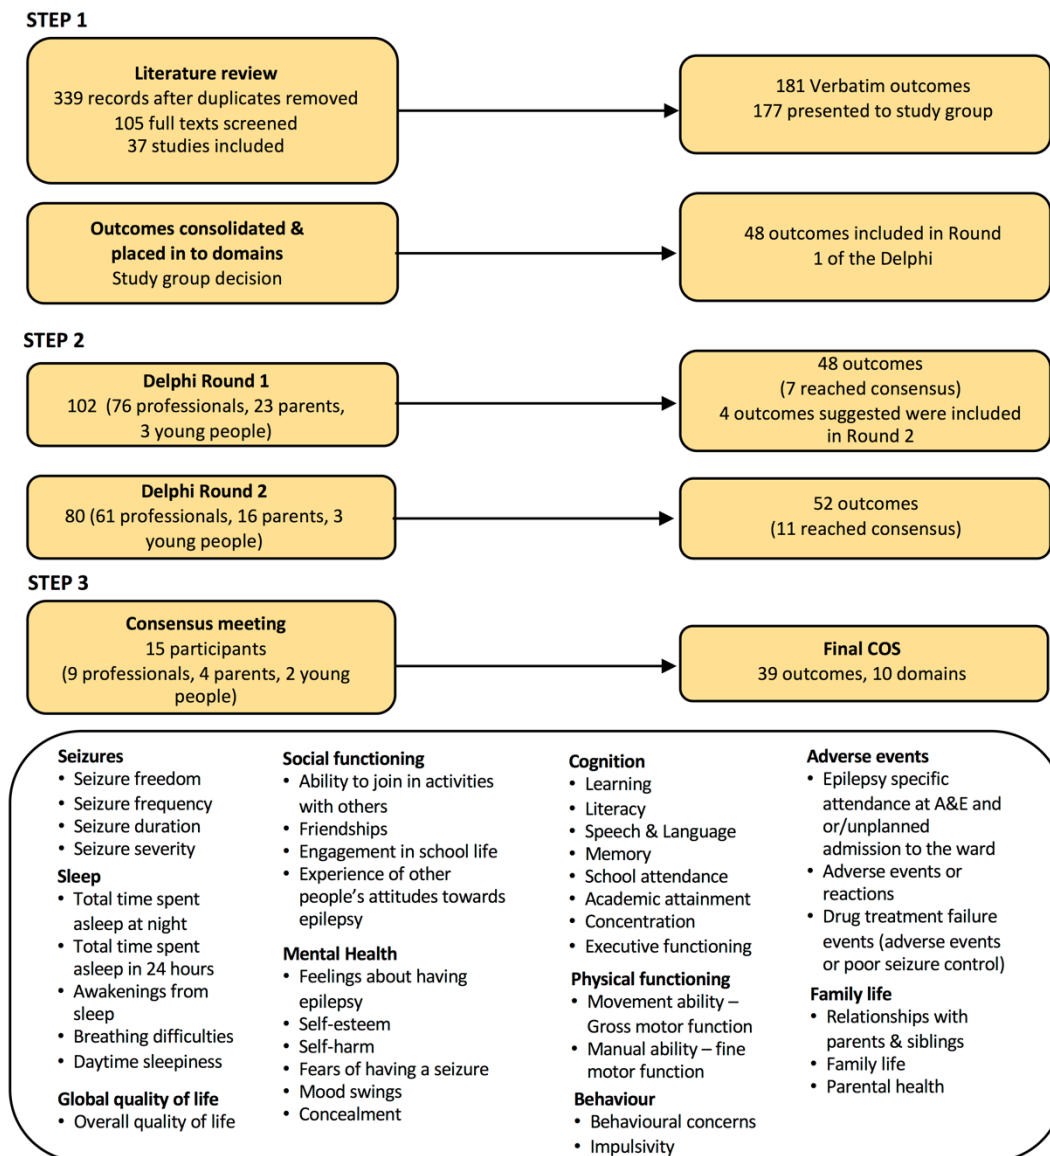 STEP 1
Literature review
339 records after duplicates removed
105 full texts screened
37 studies included
181 Verbatim outcomes
177 presented to study group
Outcomes consolidated &
placed in to domains
Study group decision
48 outcomes included in Round
1 of the Delphi
STEP 2
Delphi Round 1
102 (76 professionals, 23 parents,
3 young people)
48 outcomes
(7 reached consensus)
4 outcomes suggested were included
in Round 2
Delphi Round 2
80 (61 professionals, 16 parents, 3
young people)
52 outcomes
(11 reached consensus)
STEP 3
Consensus meeting
15 participants
(9 professionals, 4 parents, 2 young
people)
Final COS
39 outcomes, 10 domains
Seizures
• Seizure freedom
• Seizure frequency
• Seizure duration
• Seizure severity
Sleep
• Total time spent
asleep at night
• Total time spent
asleep in 24 hours
• Awakenings from
sleep
• Breathing difficulties
• Daytime sleepiness
Global quality of life
• Overall quality of life
Social functioning
• Ability to join in activities
with others
• Friendships
• Engagement in school life
• Experience of other
people's attitudes towards
epilepsy
Mental Health
• Feelings about having
epilepsy
• Self-esteem
• Self-harm
• Fears of having a seizure
• Mood swings
• Concealment
Cognition
• Learning
• Literacy
• Speech & Language
• Memory
• School attendance
• Academic attainment
• Concentration
• Executive functioning
Physical functioning
• Movement ability –
Gross motor function
• Manual ability – fine
motor function
Behaviour
• Behavioural concerns
• Impulsivity
Adverse events
• Epilepsy specific
attendance at A&E and
or/unplanned
admission to the ward
• Adverse events or
reactions
• Drug treatment failure
events (adverse events
or poor seizure control)
Family life
• Relationships with
parents & siblings
• Family life
• Parental health